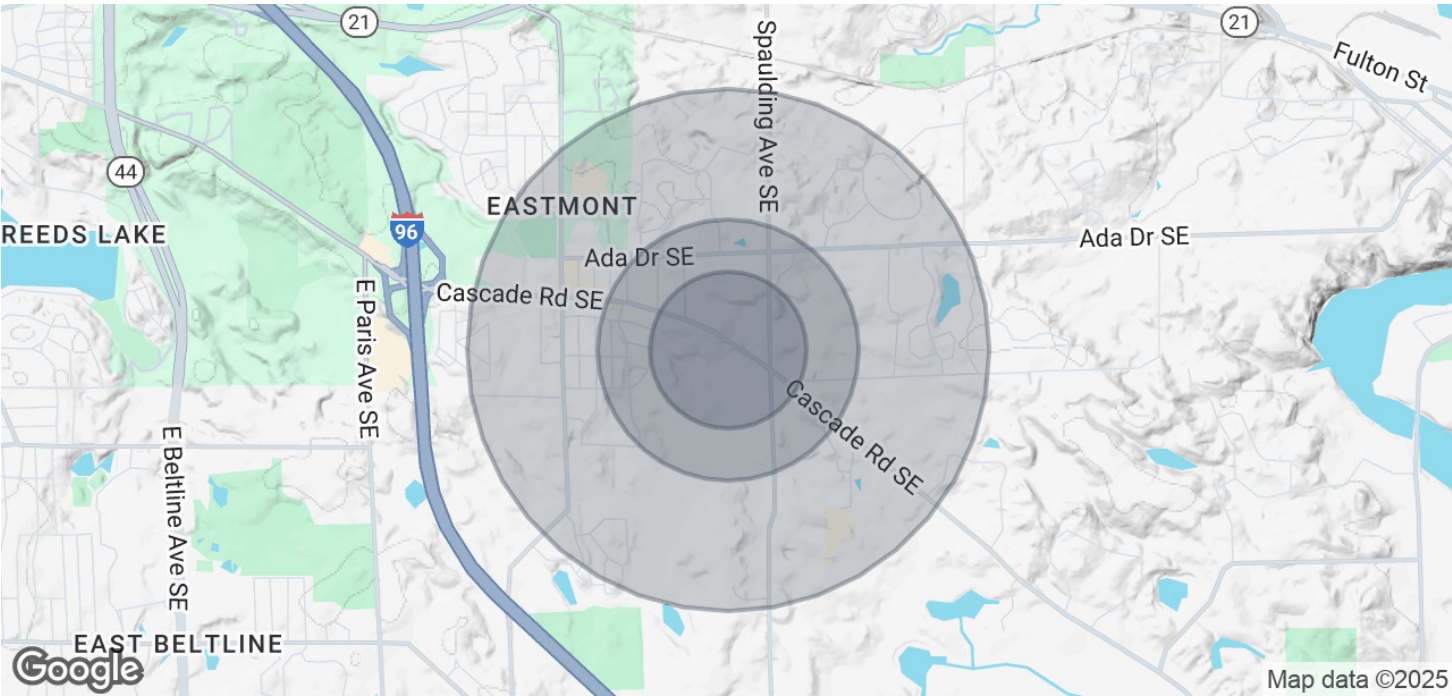 21
21
Spaulding Ave SE
Fulton St
44
EASTMONT
REEDS LAKE
96
Ada Dr SE
Ada Dr SE
Cascade Rd SE
E Paris Ave SE
Cascade Rd SE
E Beltline Ave SE
EAST BELTLINE
Google
Map data ©2025